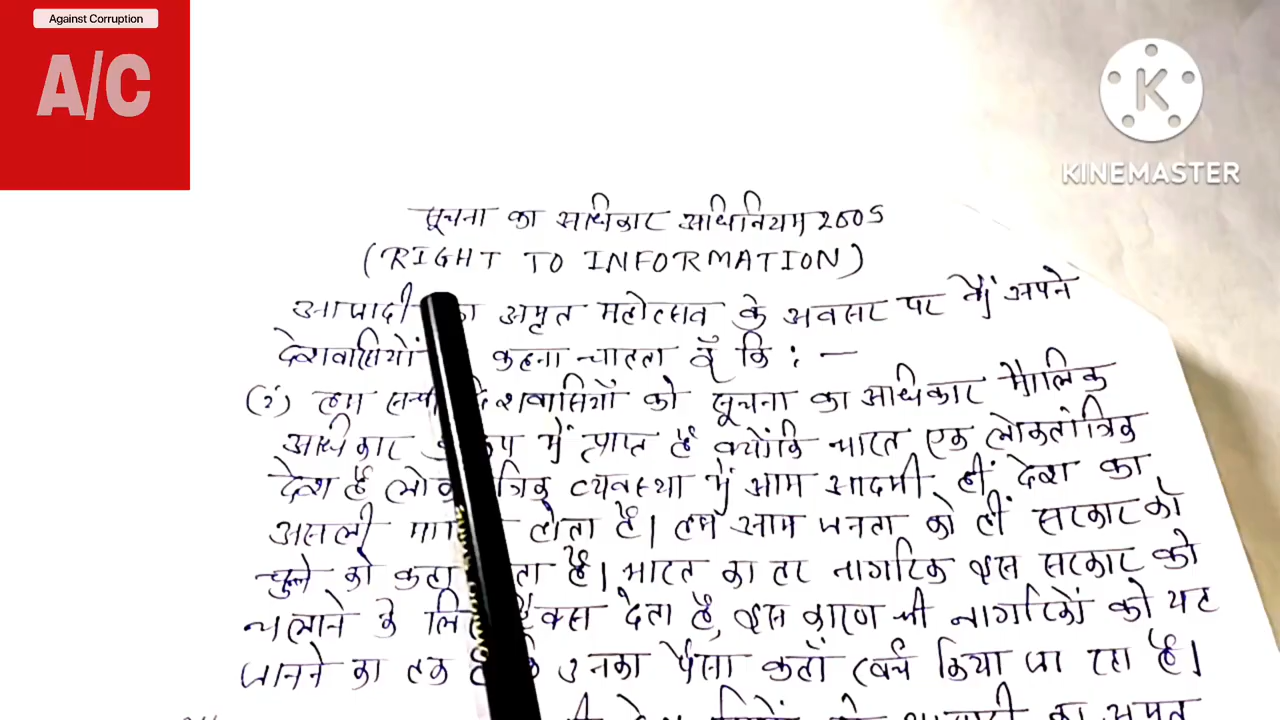 Against Corruption
A/C
K
KINEMASTER
सूचना का अधिकार अधिनियम 2005
(RIGHT TO INFORMATION)
आजादी का अमृत महोत्सव के अवसर पर मैं अपने
देशवासियों कहना चाहता हूँ कि : —
(i) हम सभी देशवासियों को सूचना का अधिकार मौलिक
अधिकार के रूप में प्राप्त है क्योंकि भारत एक लोकतांत्रिक
देश है लोकतांत्रिक व्यवस्था में आम आदमी हीं देश का
असली होता है। हम आम जनता को हीं सरकार को
चुनने को कहा जाता है। भारत का हर नागरिक इस सरकार को
चलाने के लिए टैक्स देता है, इस कारण भी नागरिकों को यह
जानने का हक उनका पैसा कहाँ खर्च किया जा रहा है।
का अमृत